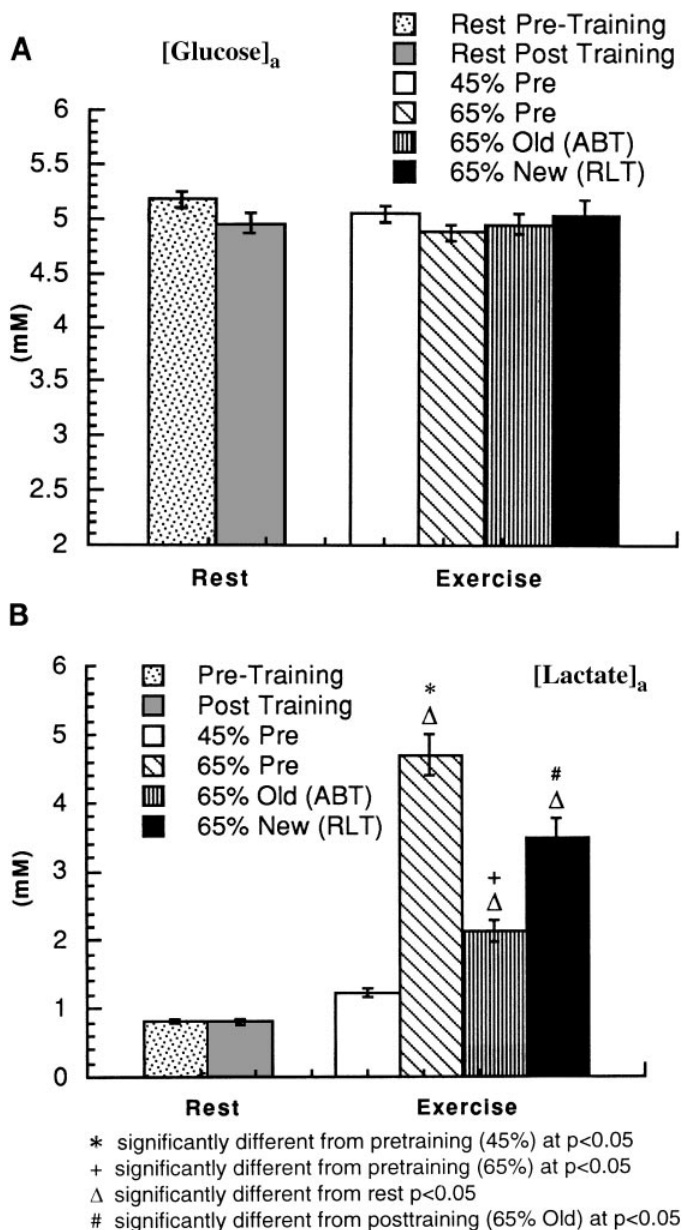 A
[Glucose]a
Rest Pre-Training
Rest Post Training
45% Pre
65% Pre
65% Old (ABT)
65% New (RLT)
6
5.5
5
4.5
4
3.5
3
2.5
2
(mM)
Rest
Exercise
B
[Lactate]a
Pre-Training
Post Training
45% Pre
65% Pre
65% Old (ABT)
65% New (RLT)
6
5
4
3
2
1
0
(mM)
*
Δ
+
Δ
#
Δ
Rest
Exercise
* significantly different from pretraining (45%) at p<0.05
+ significantly different from pretraining (65%) at p<0.05
Δ significantly different from rest p<0.05
# significantly different from posttraining (65% Old) at p<0.05